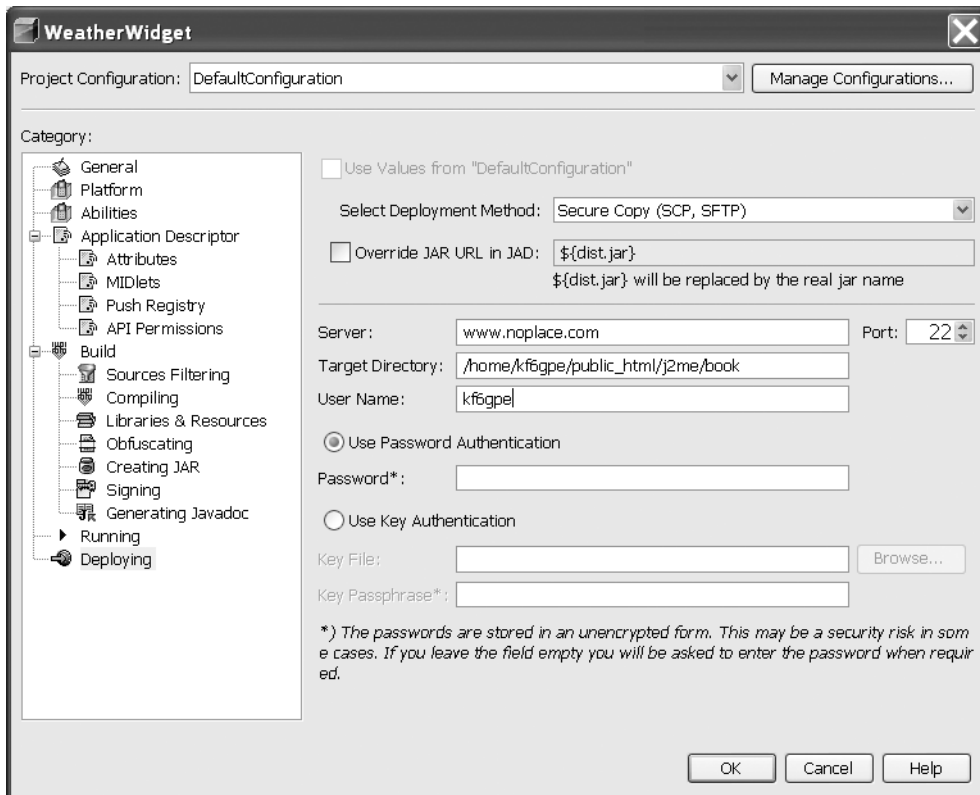 WeatherWidget
Project Configuration: DefaultConfiguration Manage Configurations...
Category:
General
Platform
Abilities
Application Descriptor
Attributes
MIDlets
Push Registry
API Permissions
Build
Sources Filtering
Compiling
Libraries & Resources
Obfuscating
Creating JAR
Signing
Generating Javadoc
Running
Deploying
Use Values from "DefaultConfiguration"
Select Deployment Method: Secure Copy (SCP, SFTP)
Override JAR URL in JAD: ${dist.jar}
${dist.jar} will be replaced by the real jar name
Server: www.noplace.com Port: 22
Target Directory: /home/kf6gpe/public_html/j2me/book
User Name: kf6gpe
Use Password Authentication
Password*:
Use Key Authentication
Key File: Browse...
Key Passphrase*:
*) The passwords are stored in an unencrypted form. This may be a security risk in som
e cases. If you leave the field empty you will be asked to enter the password when requir
ed.
OK Cancel Help